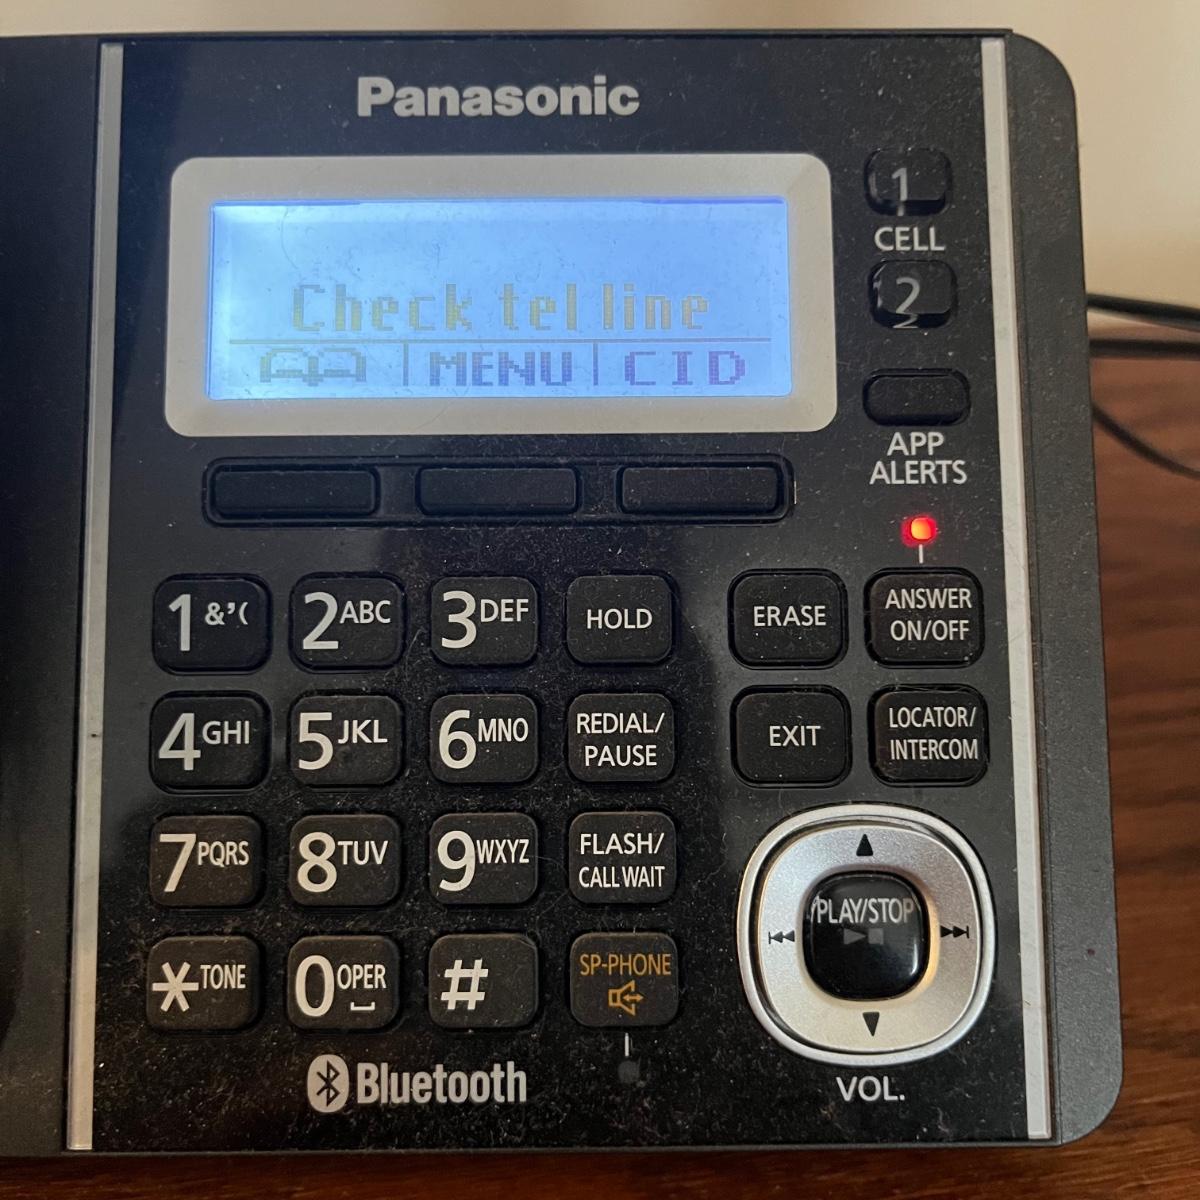 Panasonic
Check tel line
MENU CID
1
CELL
2
APP
ALERTS
1 &'( 2 ABC 3 DEF HOLD ERASE ANSWER ON/OFF
4 GHI 5 JKL 6 MNO REDIAL/ PAUSE EXIT LOCATOR/ INTERCOM
7 PQRS 8 TUV 9 WXYZ FLASH/ CALL WAIT
PLAY/STOP
* TONE 0 OPER # SP-PHONE
Bluetooth
VOL.